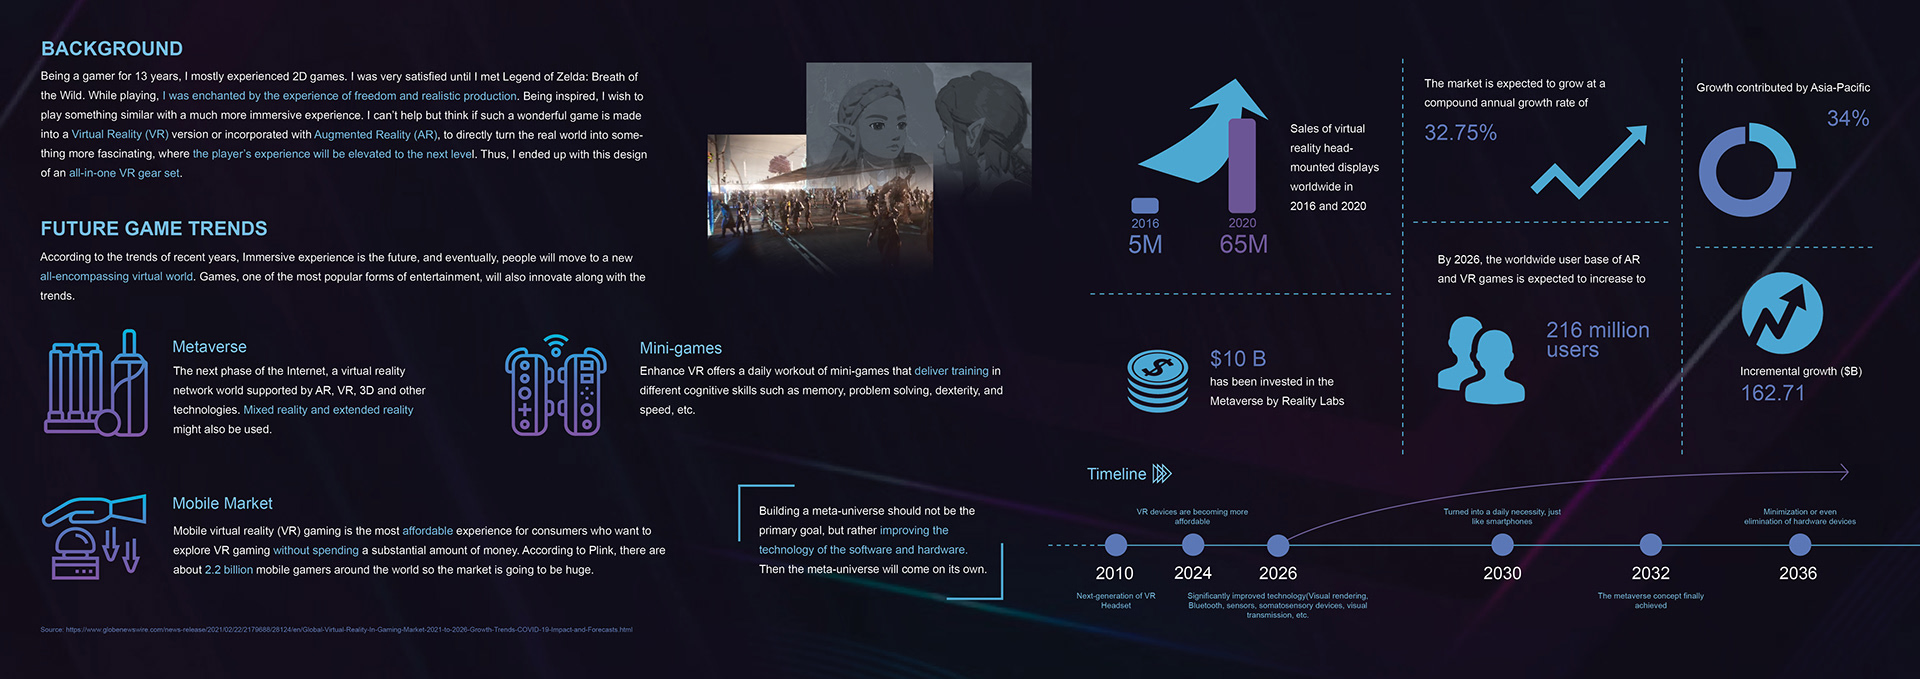 BACKGROUND
Being a gamer for 13 years, I mostly experienced 2D games. I was very satisfied until I met Legend of Zelda: Breath of
the Wild. While playing, I was enchanted by the experience of freedom and realistic production. Being inspired, I wish to
play something similar with a much more immersive experience. I can't help but think if such a wonderful game is made
into a Virtual Reality (VR) version or incorporated with Augmented Reality (AR), to directly turn the real world into some-
thing more fascinating, where the player's experience will be elevated to the next level. Thus, I ended up with this design
of an all-in-one VR gear set.
FUTURE GAME TRENDS
According to the trends of recent years, Immersive experience is the future, and eventually, people will move to a new
all-encompassing virtual world. Games, one of the most popular forms of entertainment, will also innovate along with the
trends.
Metaverse
The next phase of the Internet, a virtual reality
network world supported by AR, VR, 3D and other
technologies. Mixed reality and extended reality
might also be used.
Mini-games
Enhance VR offers a daily workout of mini-games that deliver training in
different cognitive skills such as memory, problem solving, dexterity, and
speed, etc.
Mobile Market
Mobile virtual reality (VR) gaming is the most affordable experience for consumers who want to
explore VR gaming without spending a substantial amount of money. According to Plink, there are
about 2.2 billion mobile gamers around the world so the market is going to be huge.
Building a meta-universe should not be the
primary goal, but rather improving the
technology of the software and hardware.
Then the meta-universe will come on its own.
Source: https://www.globenewswire.com/news-release/2021/02/22/2179688/28124/en/Global-Virtual-Reality-In-Gaming-Market-2021-to-2026-Growth-Trends-COVID-19-Impact-and-Forecasts.html
2016
5M
2020
65M
Sales of virtual
reality head-
mounted displays
worldwide in
2016 and 2020
The market is expected to grow at a
compound annual growth rate of
32.75%
Growth contributed by Asia-Pacific
34%
$10 B
has been invested in the
Metaverse by Reality Labs
By 2026, the worldwide user base of AR
and VR games is expected to increase to
216 million
users
Incremental growth ($B)
162.71
Timeline
VR devices are becoming more
affordable
Turned into a daily necessity, just
like smartphones
Minimization or even
elimination of hardware devices
2010
2024
2026
2030
2032
2036
Next-generation of VR
Headset
Significantly improved technology(Visual rendering,
Bluetooth, sensors, somatosensory devices, visual
transmission, etc.
The metaverse concept finally
achieved